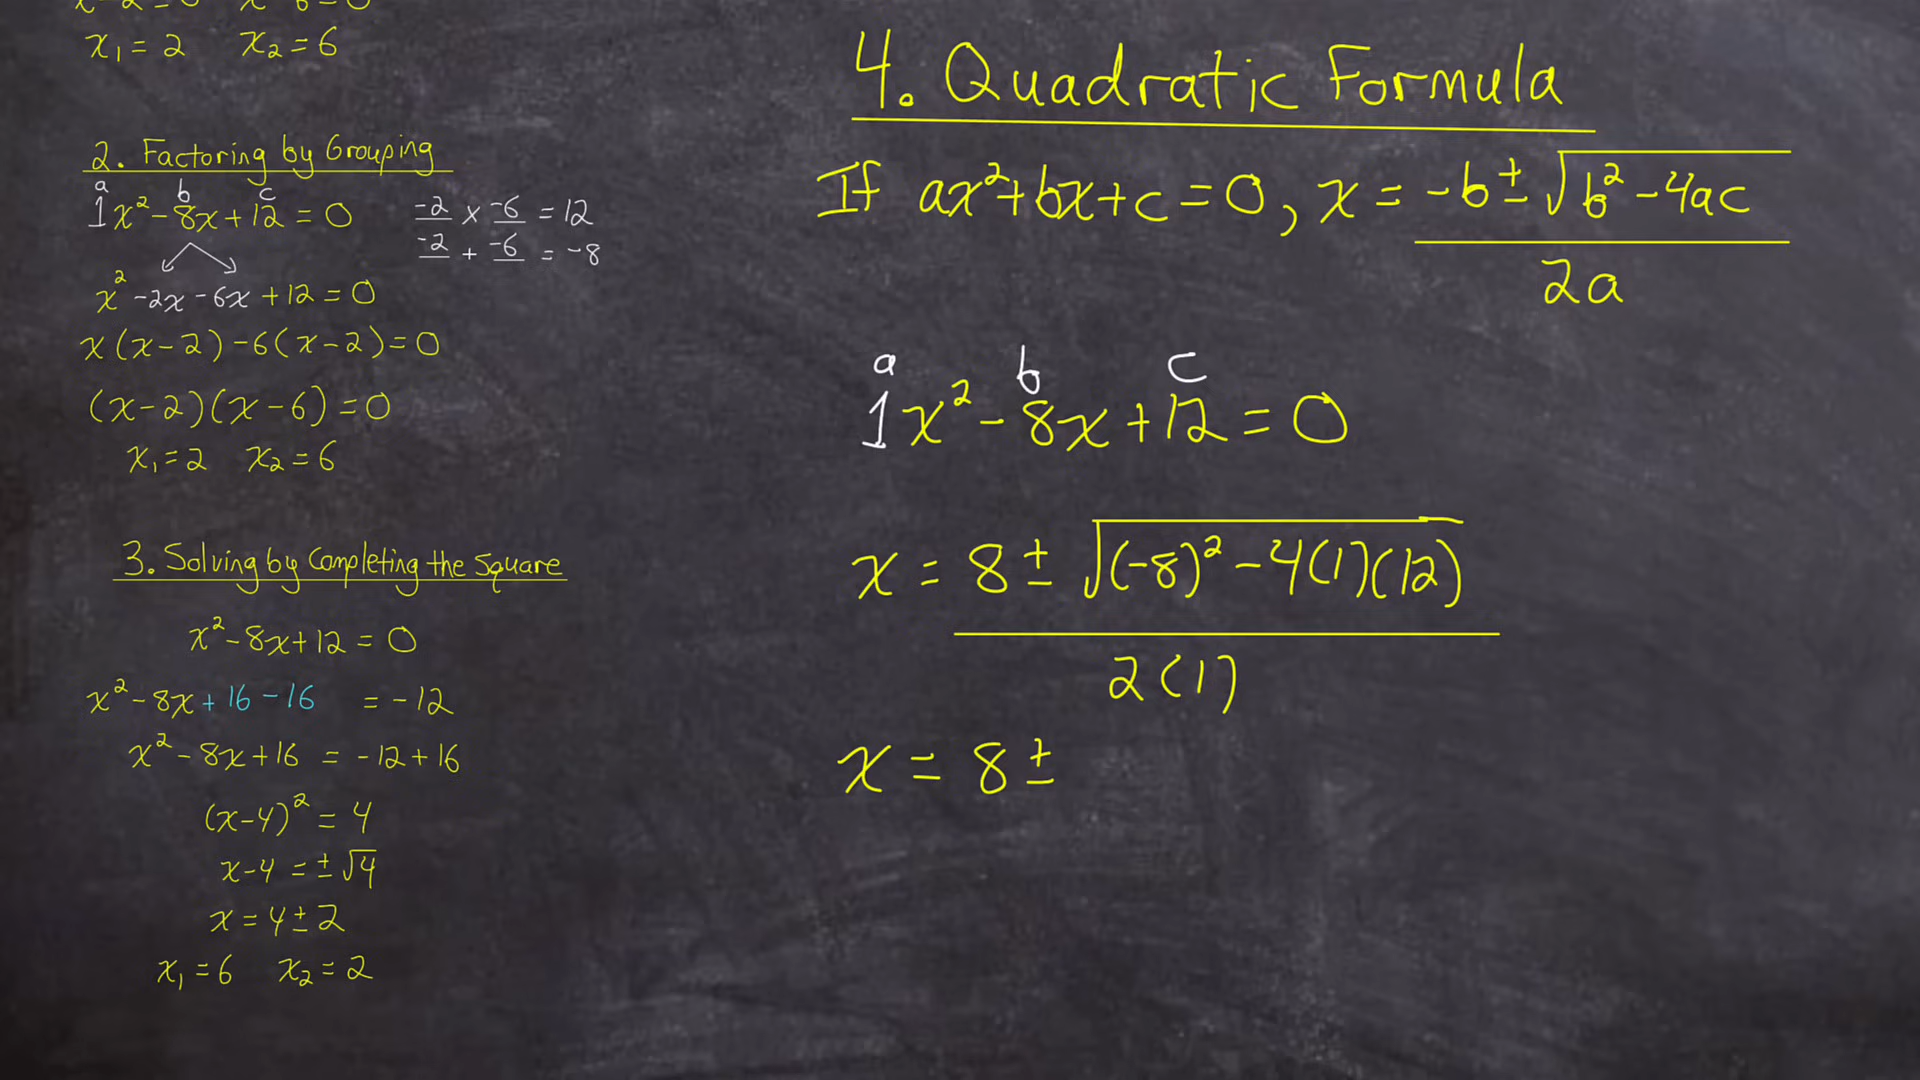 x-2=0 x-6=0
x₁=2 x₂=6
2. Factoring by Grouping
a b c
1x²-8x+12=0 -2 x -6 =12
-2 + -6 = -8
x²-2x-6x+12=0
x(x-2)-6(x-2)=0
(x-2)(x-6)=0
x₁=2 x₂=6
3. Solving by Completing the Square
x²-8x+12=0
x²-8x+16-16 = -12
x²-8x+16 = -12+16
(x-4)²=4
x-4=±√4
x=4±2
x₁=6 x₂=2
4. Quadratic Formula
If ax²+bx+c=0, x= -b±√b²-4ac
2a
a b c
1x²-8x+12=0
x = 8±√(-8)²-4(1)(12)
2(1)
x = 8±